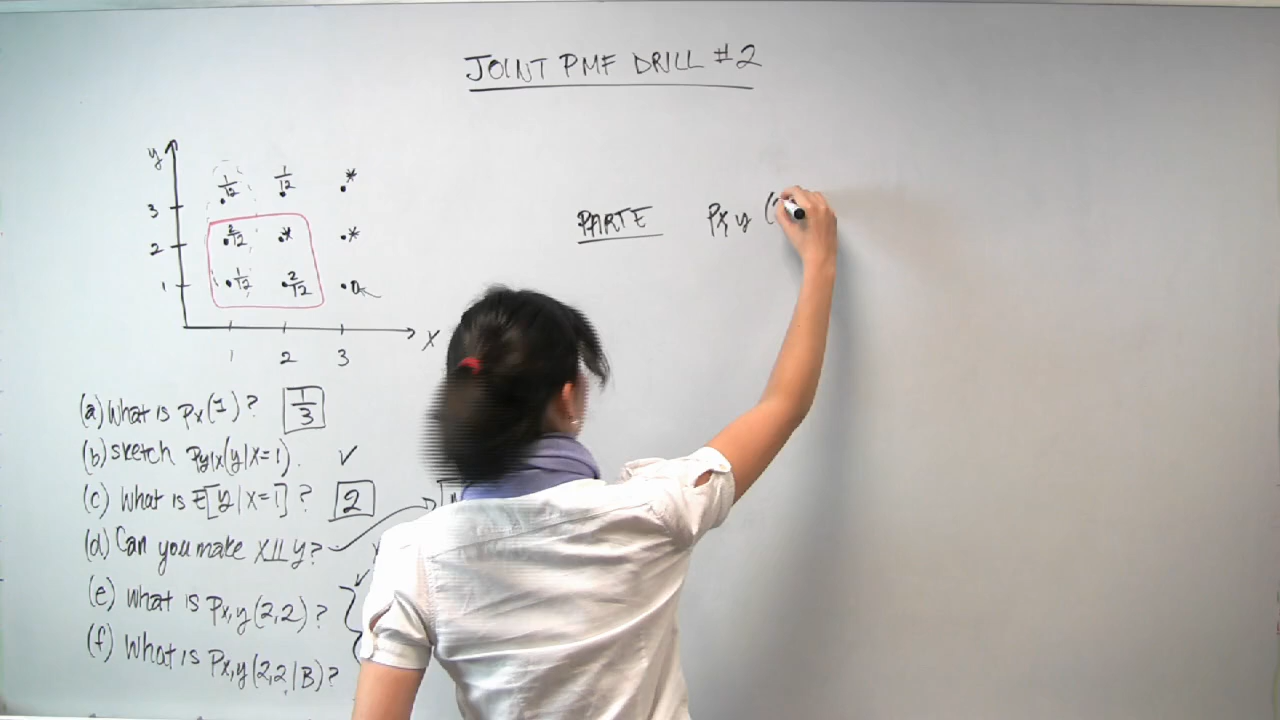 JOINT PMF DRILL #2
y
1/12 1/12 *
3
PART E Px,y (
2/12 * *
2
1/12 2/12 0
1
x
1 2 3
(a) What is Px(1)? 1/3
(b) sketch Py|x(y|x=1). ✓
(c) What is E[Y|X=1]? 2
(d) Can you make X⊥⊥Y?
(e) What is Px,y(2,2)?
(f) What is Px,y(2,2|B)?